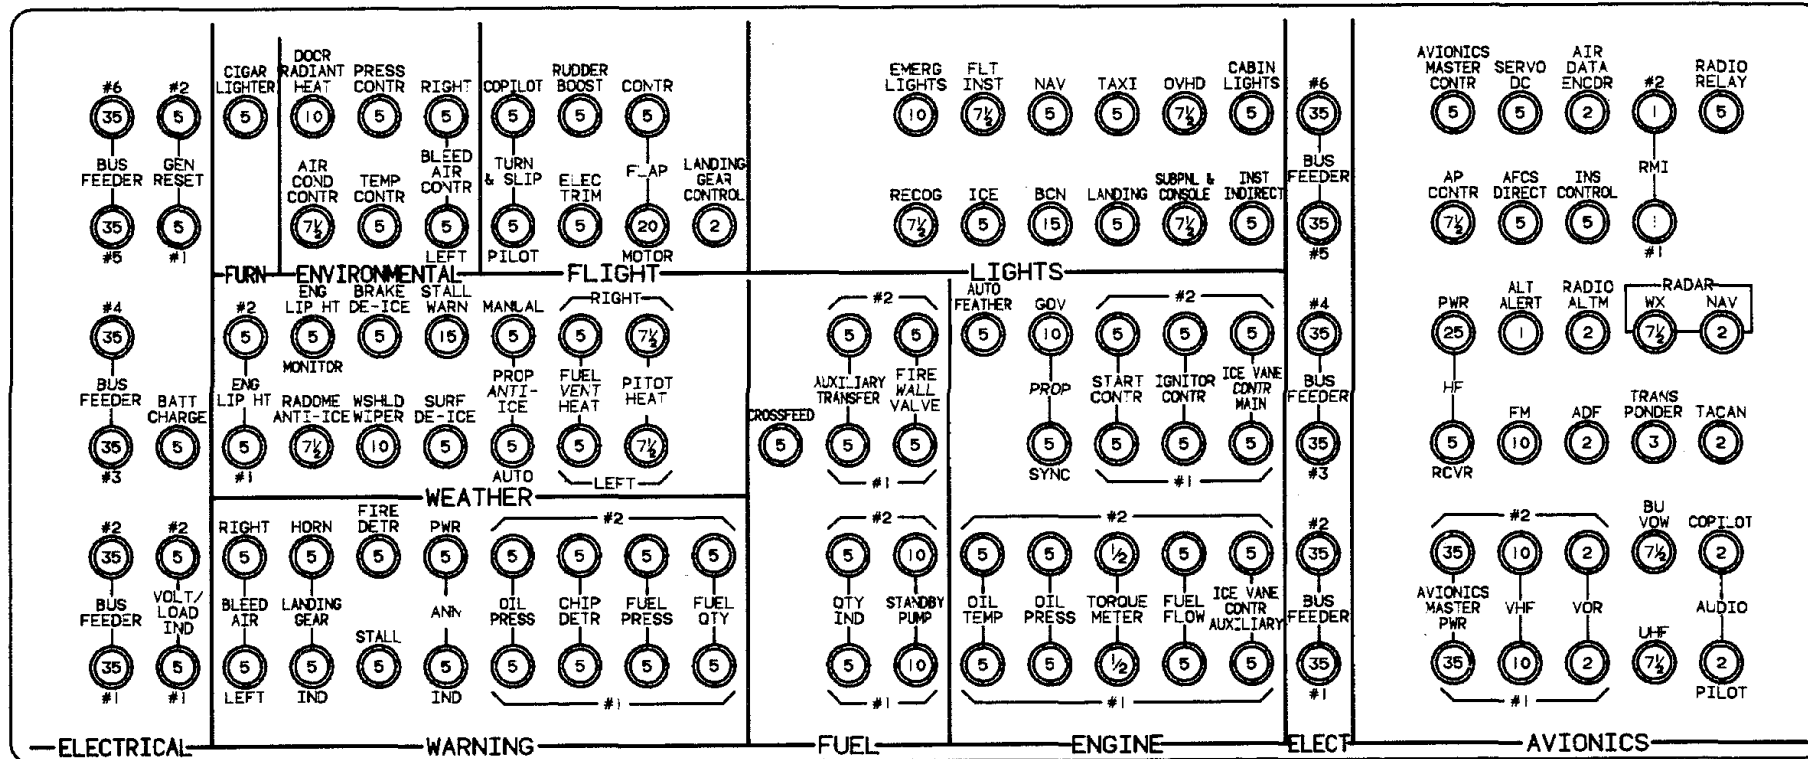 #6 #2 CIGAR LIGHTER DOOR RADIANT HEAT PRESS CONTR RIGHT COPILOT RUDDER BOOST CONTR EMERG LIGHTS FLT INST NAV TAXI OVHD CABIN LIGHTS #6 AVIONICS MASTER CONTR SERVO DC AIR DATA ENCDR #2 RADIO RELAY
35 5 5 10 5 5 5 5 5 10 7½ 5 5 7½ 5 35 5 5 2 1 5
BUS FEEDER GEN RESET AIR COND CONTR TEMP CONTR BLEED AIR CONTR TURN & SLIP ELEC TRIM FLAP LANDING GEAR CONTROL RECOG ICE BCN LANDING SUBPNL & CONSOLE INST INDIRECT BUS FEEDER AP CONTR AFCS DIRECT INS CONTROL RMI
35 5 7½ 5 5 5 5 20 2 7½ 5 15 5 7½ 5 35 7½ 5 5 1
#5 #1 LEFT PILOT MOTOR #5 #1
FURN ENVIRONMENTAL FLIGHT LIGHTS
#4 #2 ENG LIP HT BRAKE DE-ICE STALL WARN MANUAL RIGHT #2 AUTO FEATHER GOV #2 #4 PWR ALT ALERT RADIO ALTM RADAR WX NAV
35 5 5 5 15 5 5 7½ 5 5 5 10 5 5 5 35 25 1 2 7½ 2
MONITOR
BUS FEEDER BATT CHARGE ENG LIP HT RADOME ANTI-ICE WSHLD WIPER SURF DE-ICE PROP ANTI-ICE FUEL VENT HEAT PITOT HEAT CROSSFEED AUXILIARY TRANSFER FIRE WALL VALVE PROP START CONTR IGNITOR CONTR ICE VANE CONTR MAIN BUS FEEDER HF FM ADF TRANS PONDER TACAN
35 5 5 7½ 10 5 5 5 7½ 5 5 5 5 5 5 5 35 5 10 2 3 2
#3 #1 AUTO LEFT #1 SYNC #1 #3 RCVR
WEATHER
#2 #2 RIGHT HORN FIRE DETR PWR #2 #2 #2 #2 #2 BU VOW COPILOT
35 5 5 5 5 5 5 5 5 5 5 10 5 5 ½ 5 5 35 35 10 2 7½ 2
BUS FEEDER VOLT/ LOAD IND BLEED AIR LANDING GEAR STALL ANN OIL PRESS CHIP DETR FUEL PRESS FUEL QTY QTY IND STANDBY PUMP OIL TEMP OIL PRESS TORQUE METER FUEL FLOW ICE VANE CONTR AUXILIARY BUS FEEDER AVIONICS MASTER PWR VHF VOR UHF AUDIO
35 5 5 5 5 5 5 5 5 5 5 10 5 5 ½ 5 5 35 35 10 2 7½ 2
#1 #1 LEFT IND IND #1 #1 #1 #1 #1 PILOT
ELECTRICAL WARNING FUEL ENGINE ELECT AVIONICS